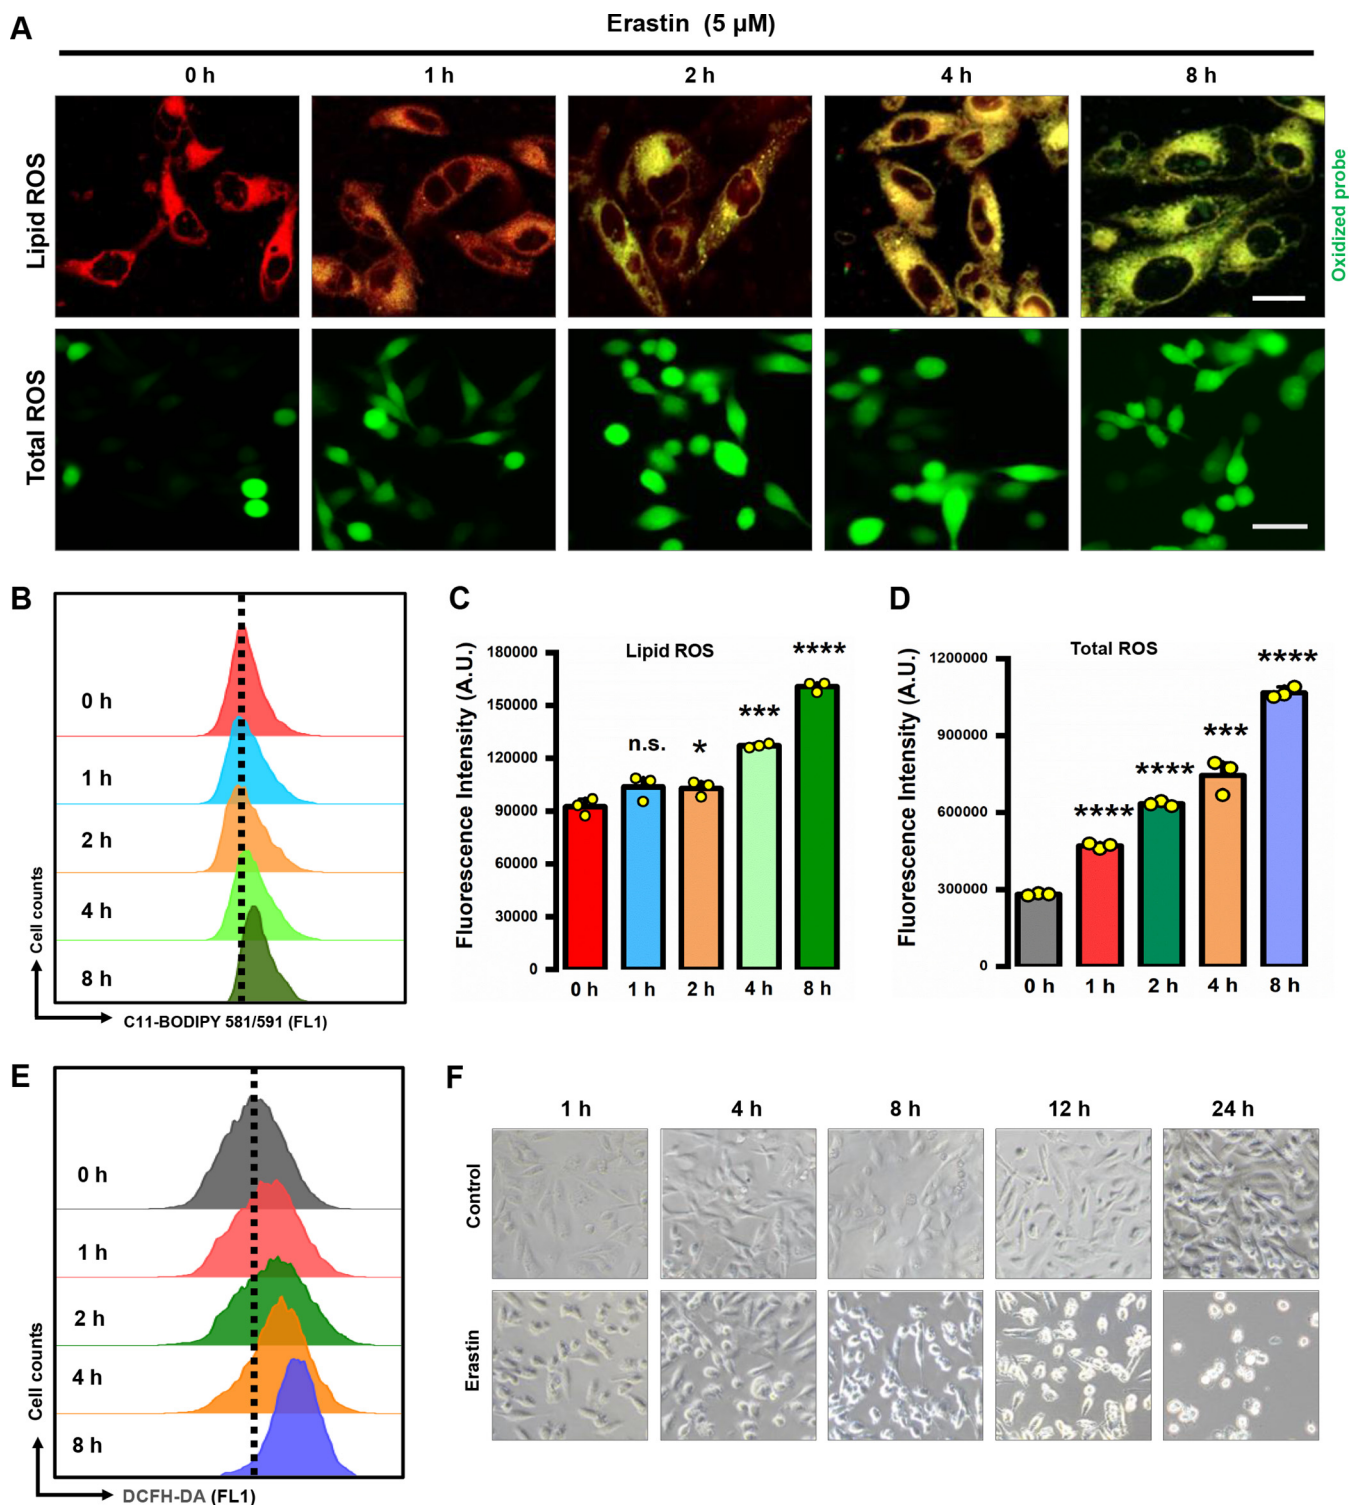 A
Erastin (5 µM)
0 h 1 h 2 h 4 h 8 h
Lipid ROS
Oxidized probe
Total ROS
B
0 h
1 h
2 h
4 h
8 h
Cell counts
C11-BODIPY 581/591 (FL1)
C
Lipid ROS
Fluorescence Intensity (A.U.)
180000
150000
120000
90000
60000
30000
0
n.s.
*
***
****
0 h 1 h 2 h 4 h 8 h
D
Total ROS
Fluorescence Intensity (A.U.)
1200000
900000
600000
300000
0
****
****
***
****
0 h 1 h 2 h 4 h 8 h
E
0 h
1 h
2 h
4 h
8 h
Cell counts
DCFH-DA (FL1)
F
1 h 4 h 8 h 12 h 24 h
Control
Erastin